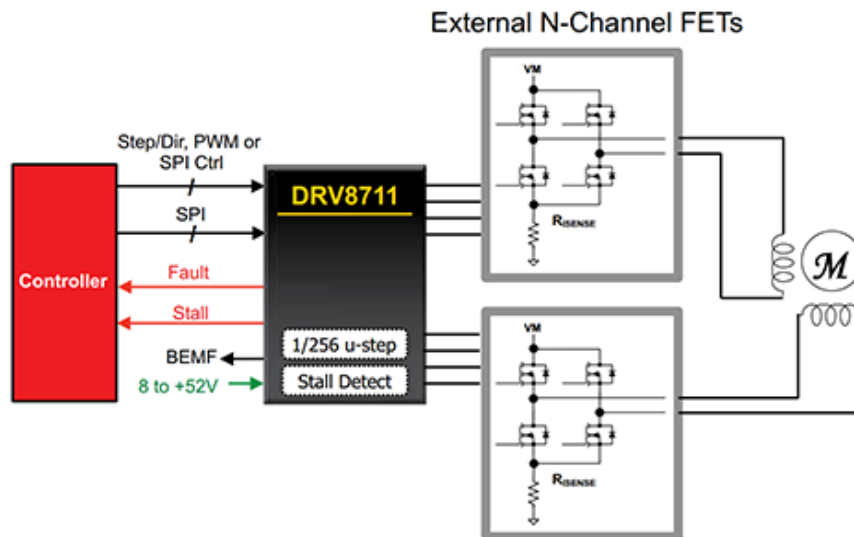 External N-Channel FETs
VM
Step/Dir, PWM or
SPI Ctrl
DRV8711
SPI
RISENSE
Controller
Fault
M
Stall
VM
BEMF
1/256 u-step
8 to +52V
Stall Detect
RISENSE